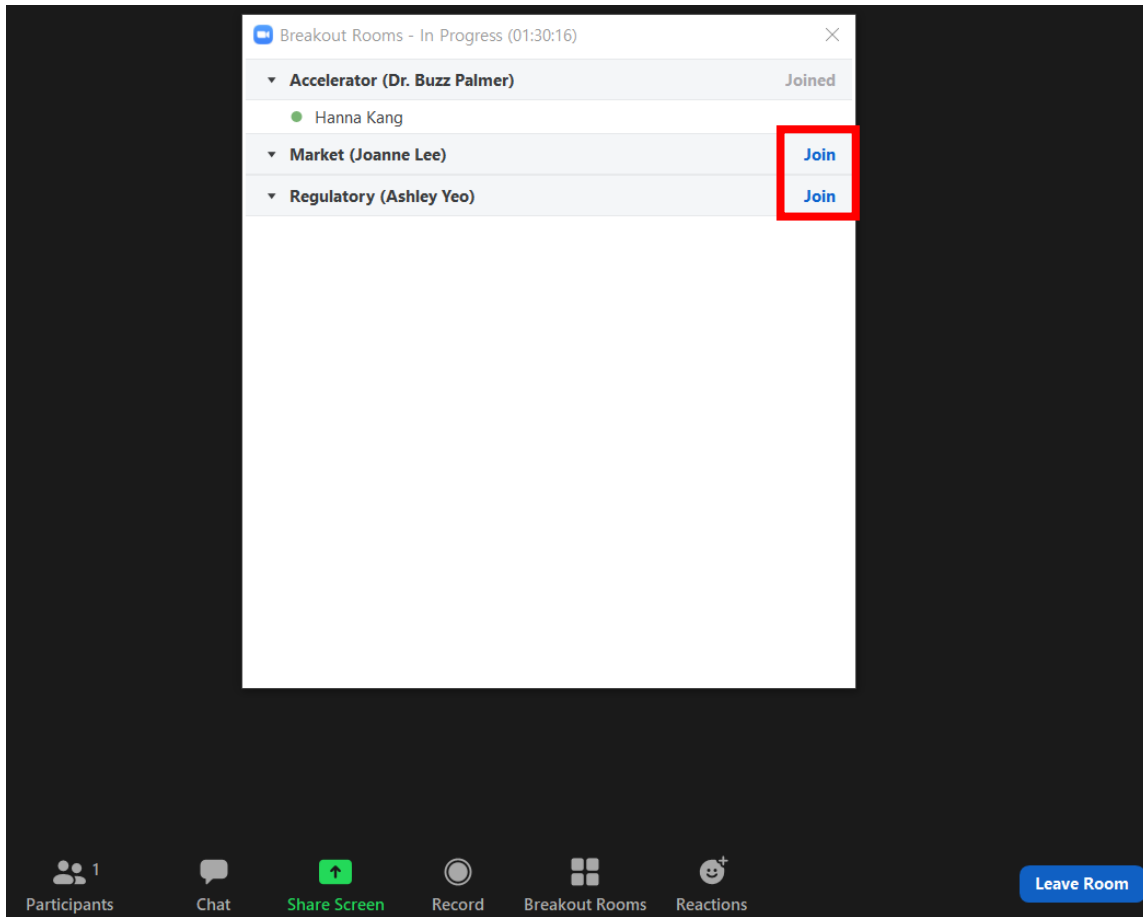 Breakout Rooms - In Progress (01:30:16)
Accelerator (Dr. Buzz Palmer) Joined
Hanna Kang
Market (Joanne Lee) Join
Regulatory (Ashley Yeo) Join
1
Participants Chat Share Screen Record Breakout Rooms Reactions Leave Room